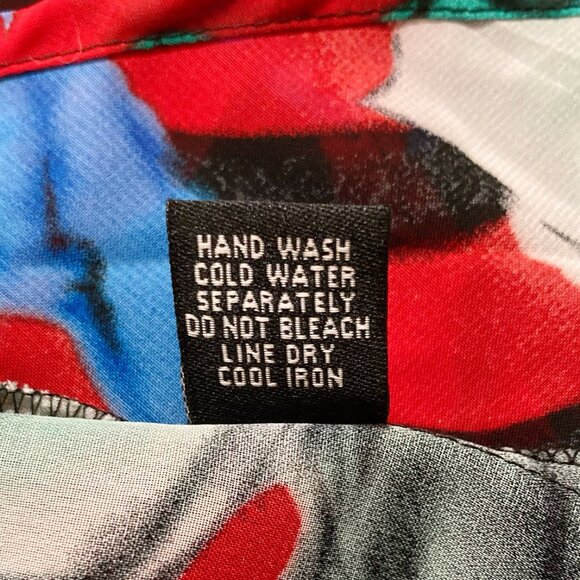 HAND WASH
COLD WATER
SEPARATELY
DO NOT BLEACH
LINE DRY
COOL IRON